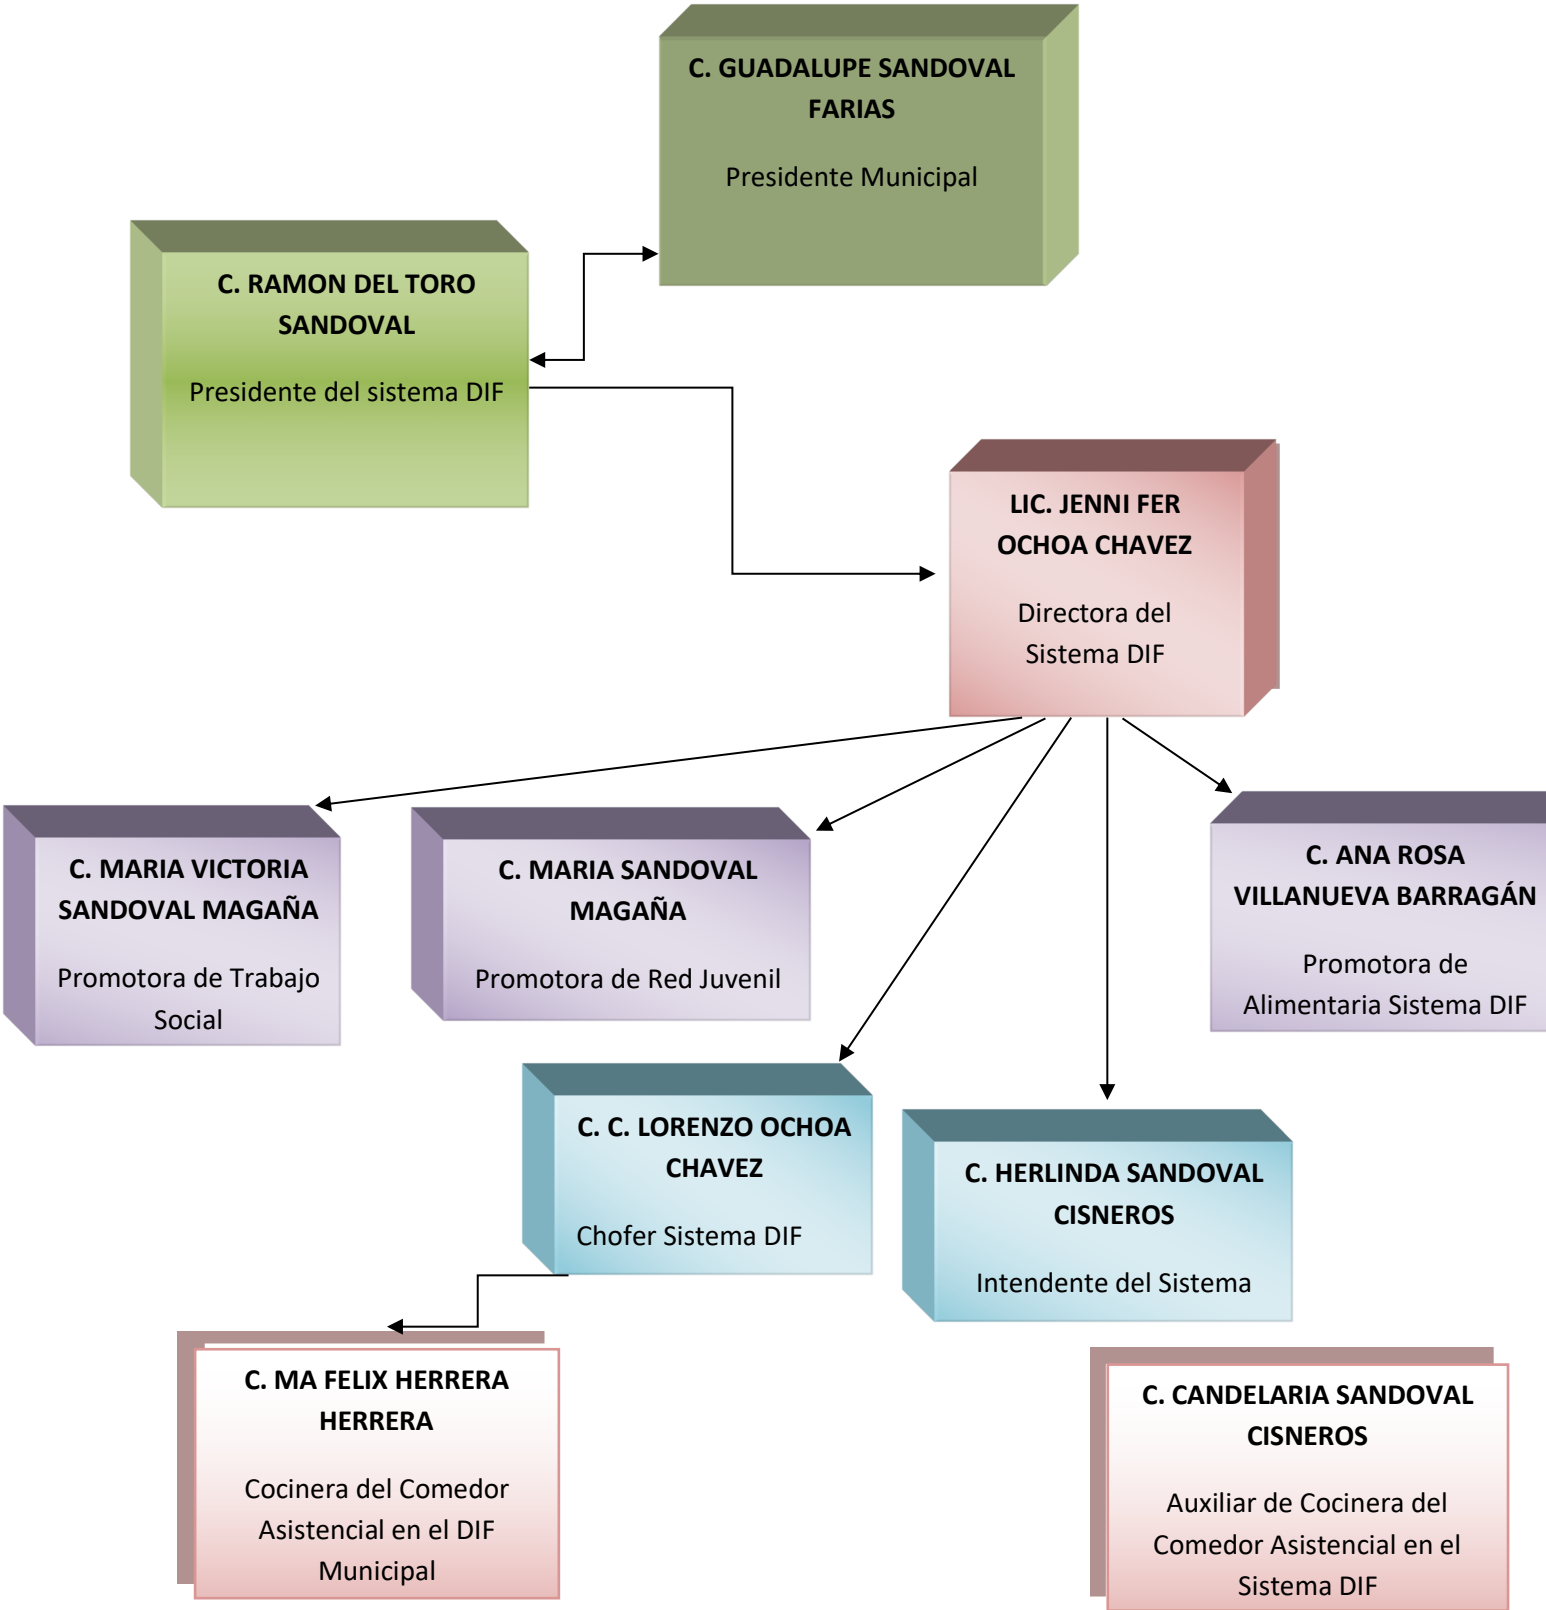 C. GUADALUPE SANDOVAL
FARIAS
Presidente Municipal
C. RAMON DEL TORO
SANDOVAL
Presidente del sistema DIF
LIC. JENNI FER
OCHOA CHAVEZ
Directora del
Sistema DIF
C. MARIA VICTORIA
SANDOVAL MAGAÑA
Promotora de Trabajo
Social
C. MARIA SANDOVAL
MAGAÑA
Promotora de Red Juvenil
C. ANA ROSA
VILLANUEVA BARRAGÁN
Promotora de
Alimentaria Sistema DIF
C. C. LORENZO OCHOA
CHAVEZ
Chofer Sistema DIF
C. HERLINDA SANDOVAL
CISNEROS
Intendente del Sistema
C. MA FELIX HERRERA
HERRERA
Cocinera del Comedor
Asistencial en el DIF
Municipal
C. CANDELARIA SANDOVAL
CISNEROS
Auxiliar de Cocinera del
Comedor Asistencial en el
Sistema DIF